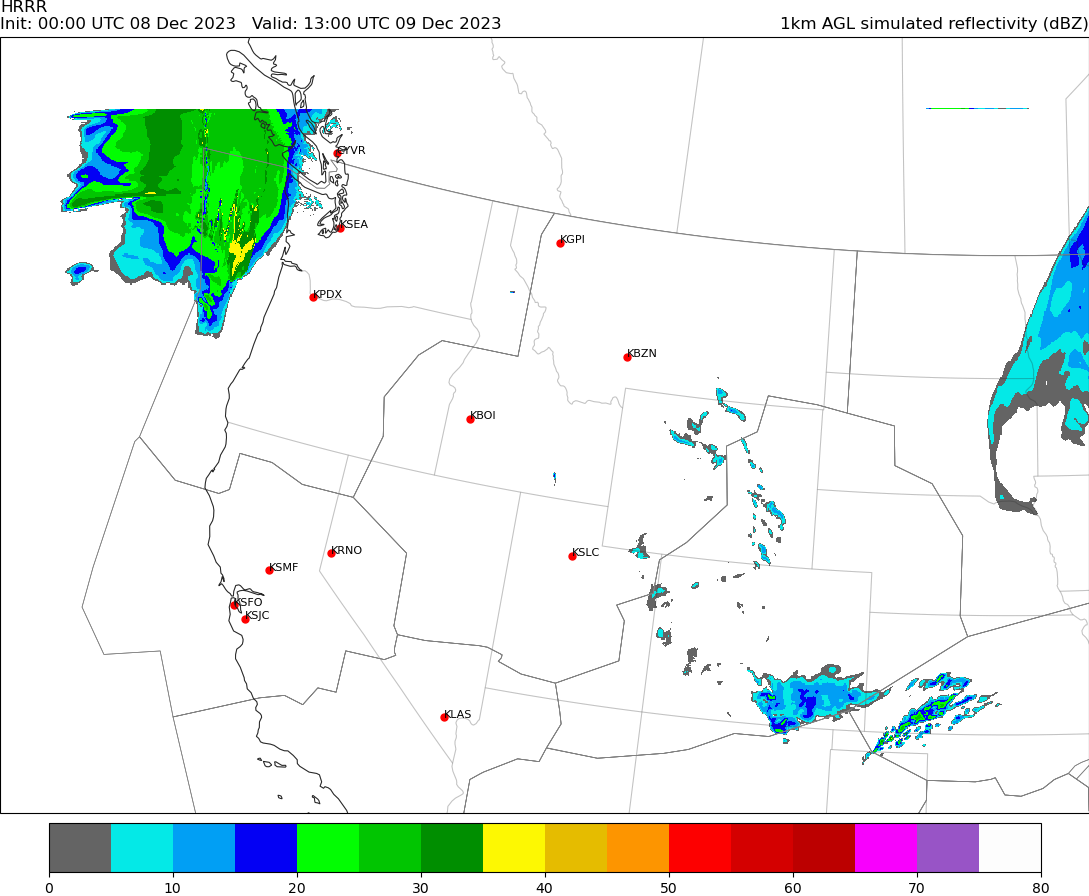 HRRR
Init: 00:00 UTC 08 Dec 2023   Valid: 13:00 UTC 09 Dec 2023
1km AGL simulated reflectivity (dBZ)
CYVR
KSEA
KGPI
KPDX
KBZN
KBOI
KRNO
KSLC
KSMF
KSFO
KSJC
KLAS
0 10 20 30 40 50 60 70 80